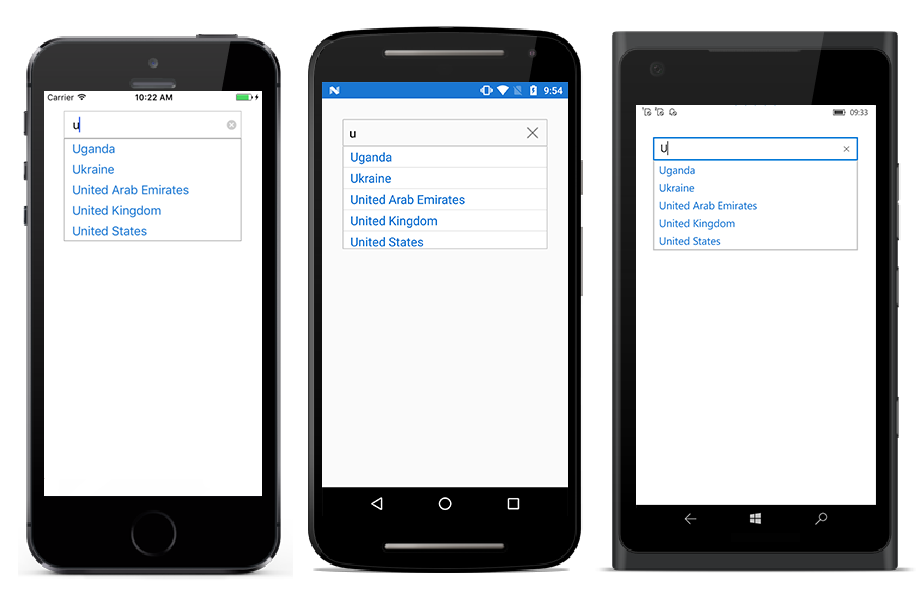 Carrier 10:22 AM
u
Uganda
Ukraine
United Arab Emirates
United Kingdom
United States
9:54
u
Uganda
Ukraine
United Arab Emirates
United Kingdom
United States
09:33
U
Uganda
Ukraine
United Arab Emirates
United Kingdom
United States